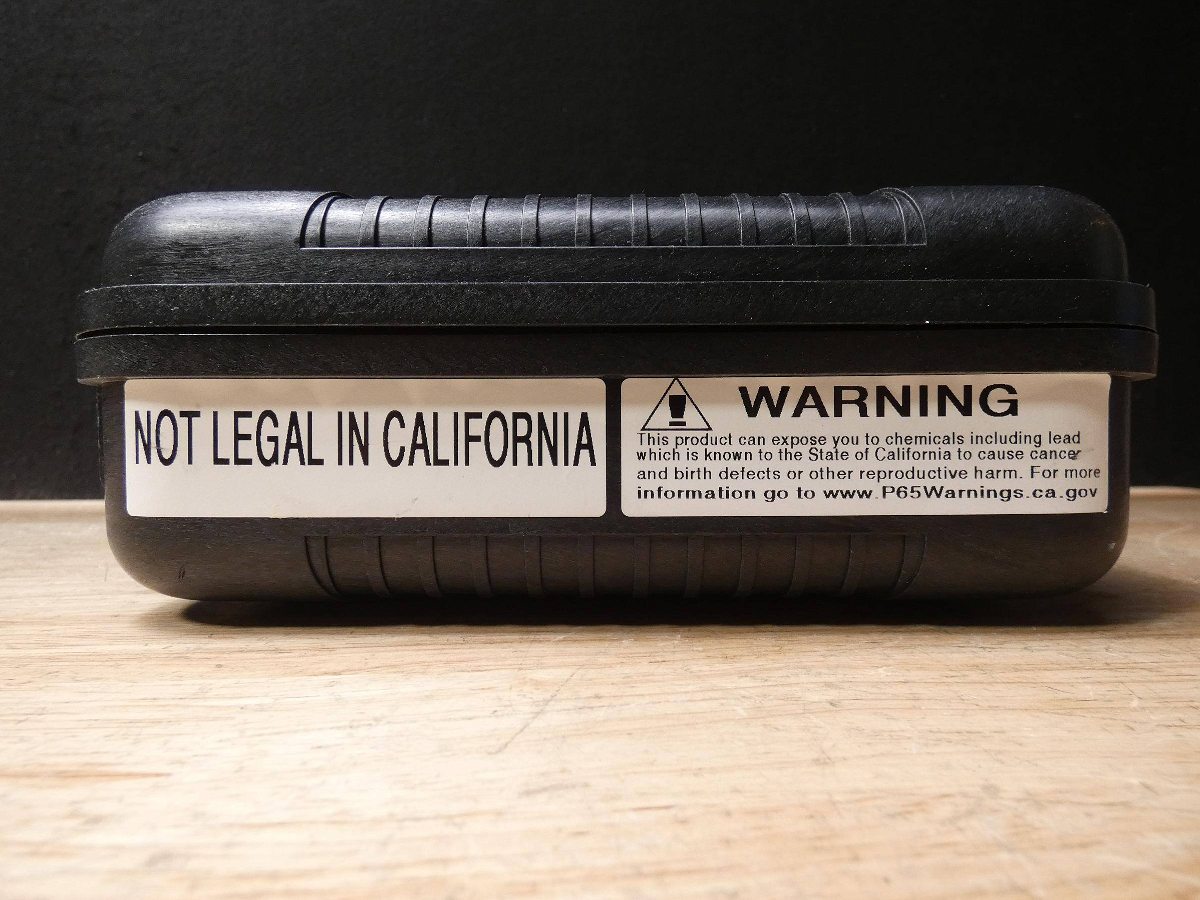 NOT LEGAL IN CALIFORNIA
WARNING
This product can expose you to chemicals including lead
which is known to the State of California to cause cancer
and birth defects or other reproductive harm. For more
information go to www.P65Warnings.ca.gov